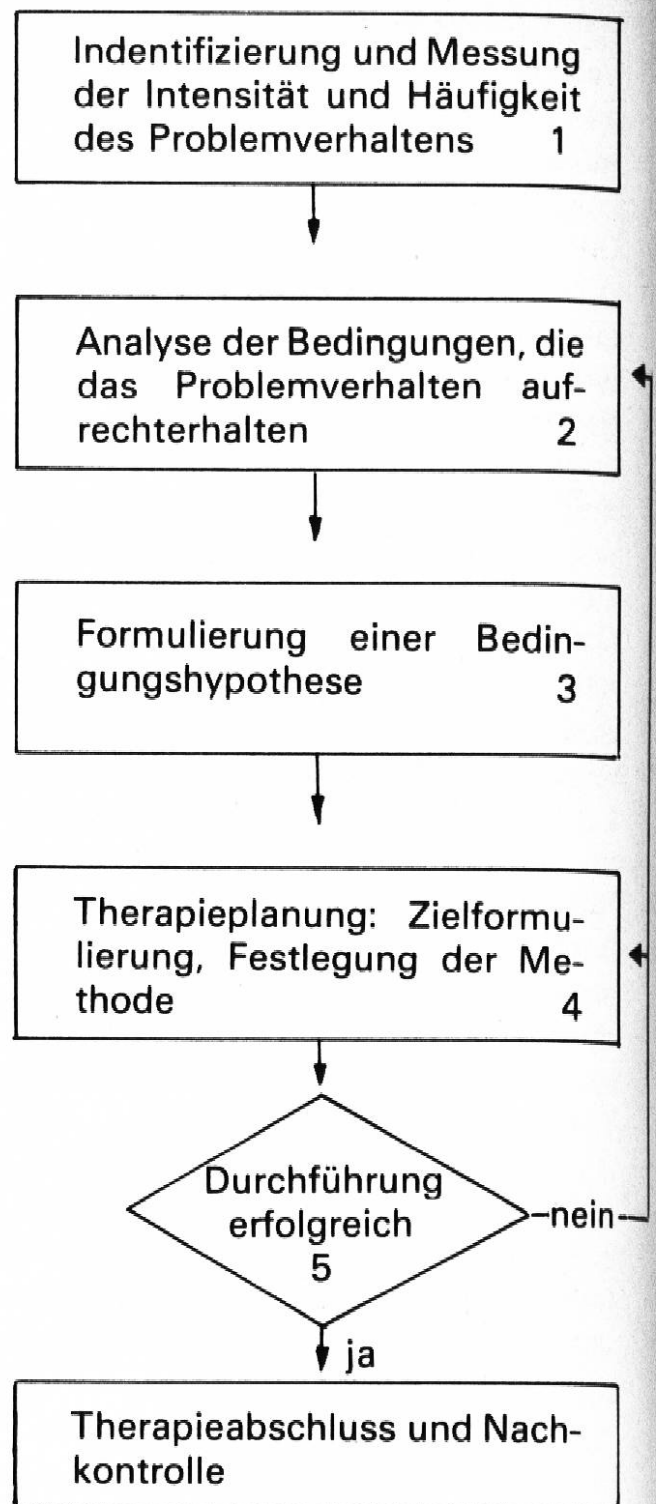 Indentifizierung und Messung
der Intensität und Häufigkeit
des Problemverhaltens 1
Analyse der Bedingungen, die
das Problemverhalten auf-
rechterhalten 2
Formulierung einer Bedin-
gungshypothese 3
Therapieplanung: Zielformu-
lierung, Festlegung der Me-
thode 4
Durchführung
erfolgreich
5
nein
ja
Therapieabschluss und Nach-
kontrolle